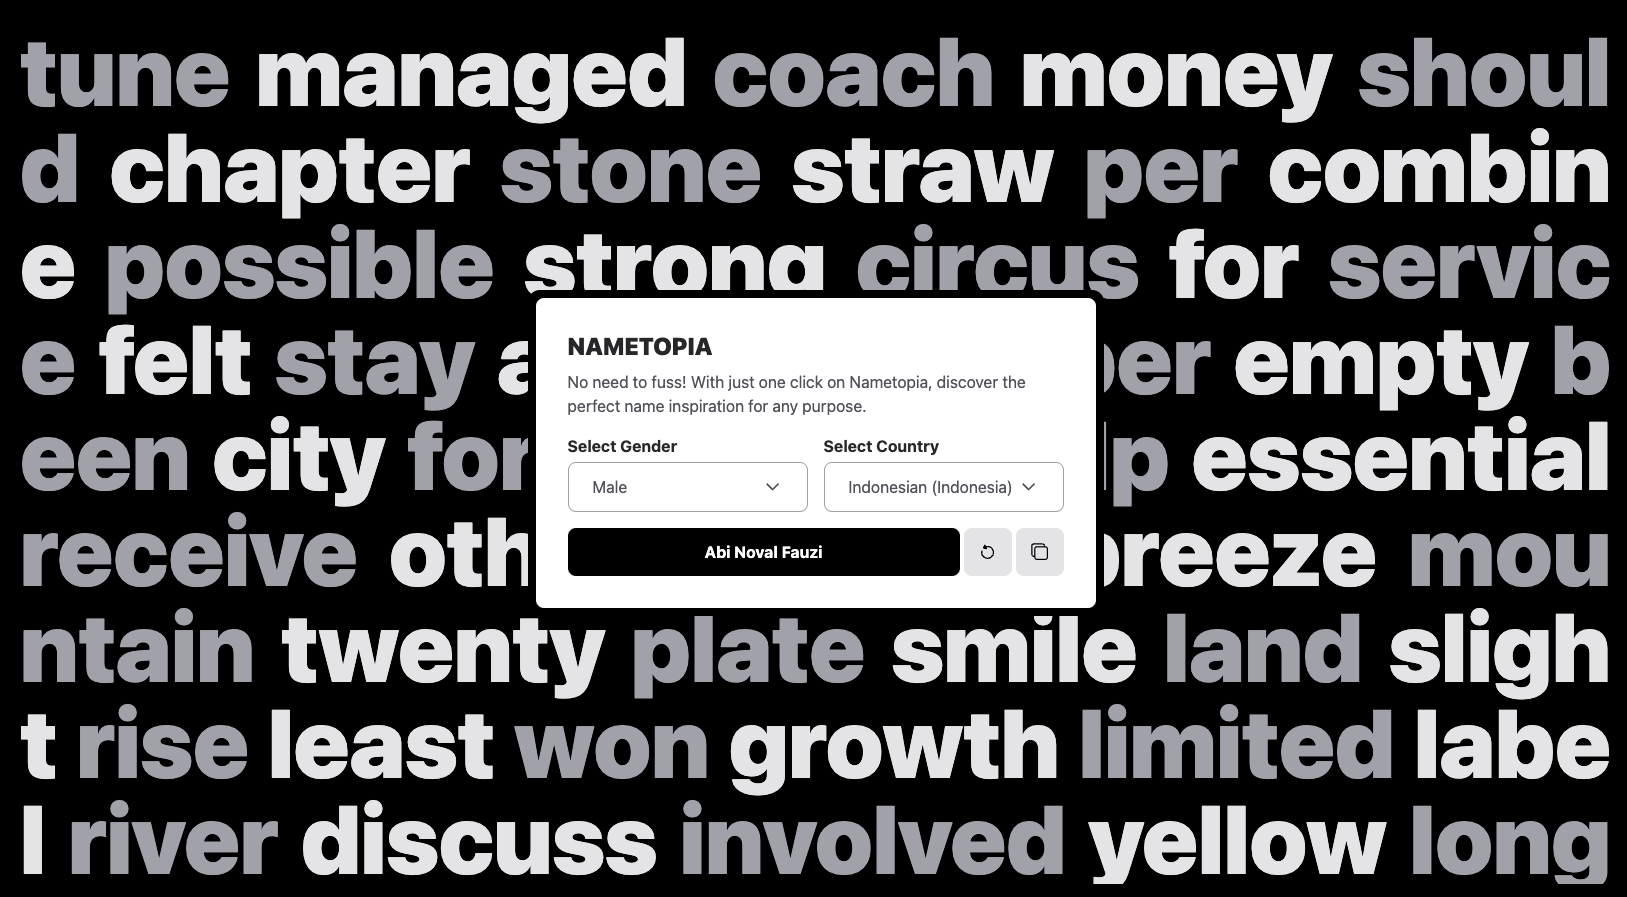 tune managed coach money shoul
d chapter stone straw per combin
e possible strong circus for servic
e felt stay empty b
een city essential
receive mou
ntain twenty plate smile land sligh
t rise least won growth limited labe
l river discuss involved yellow long
NAMETOPIA
No need to fuss! With just one click on Nametopia, discover the
perfect name inspiration for any purpose.
Select Gender
Select Country
Male
Indonesian (Indonesia)
Abi Noval Fauzi